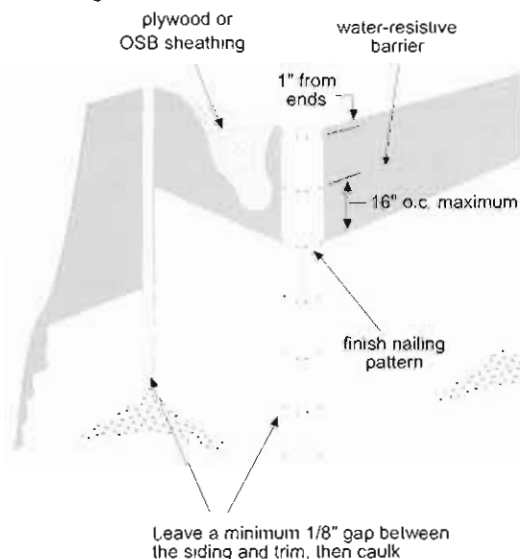 plywood or
OSB sheathing
water-resistive
barrier
1" from
ends
16" o.c. maximum
finish nailing
pattern
Leave a minimum 1/8" gap between
the siding and trim, then caulk